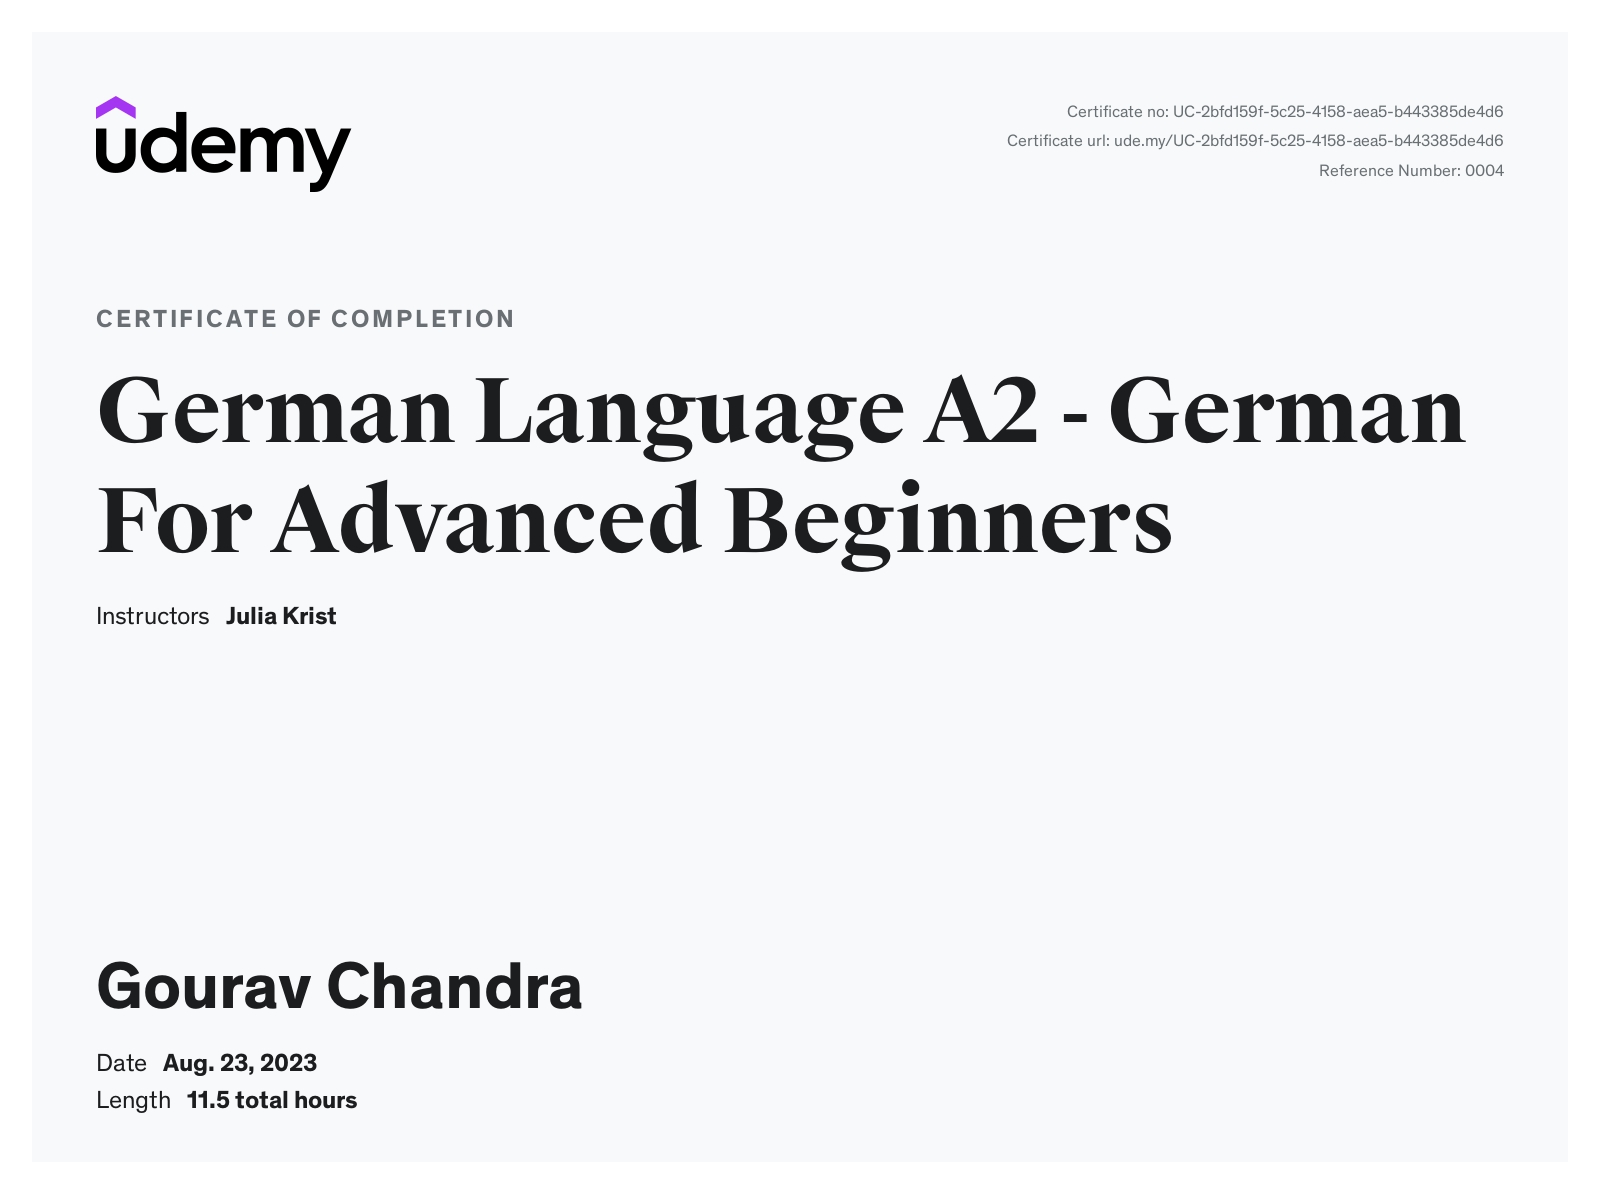 udemy
Certificate no: UC-2bfd159f-5c25-4158-aea5-b443385de4d6
Certificate url: ude.my/UC-2bfd159f-5c25-4158-aea5-b443385de4d6
Reference Number: 0004
CERTIFICATE OF COMPLETION
German Language A2 - German
For Advanced Beginners
Instructors Julia Krist
Gourav Chandra
Date Aug. 23, 2023
Length 11.5 total hours